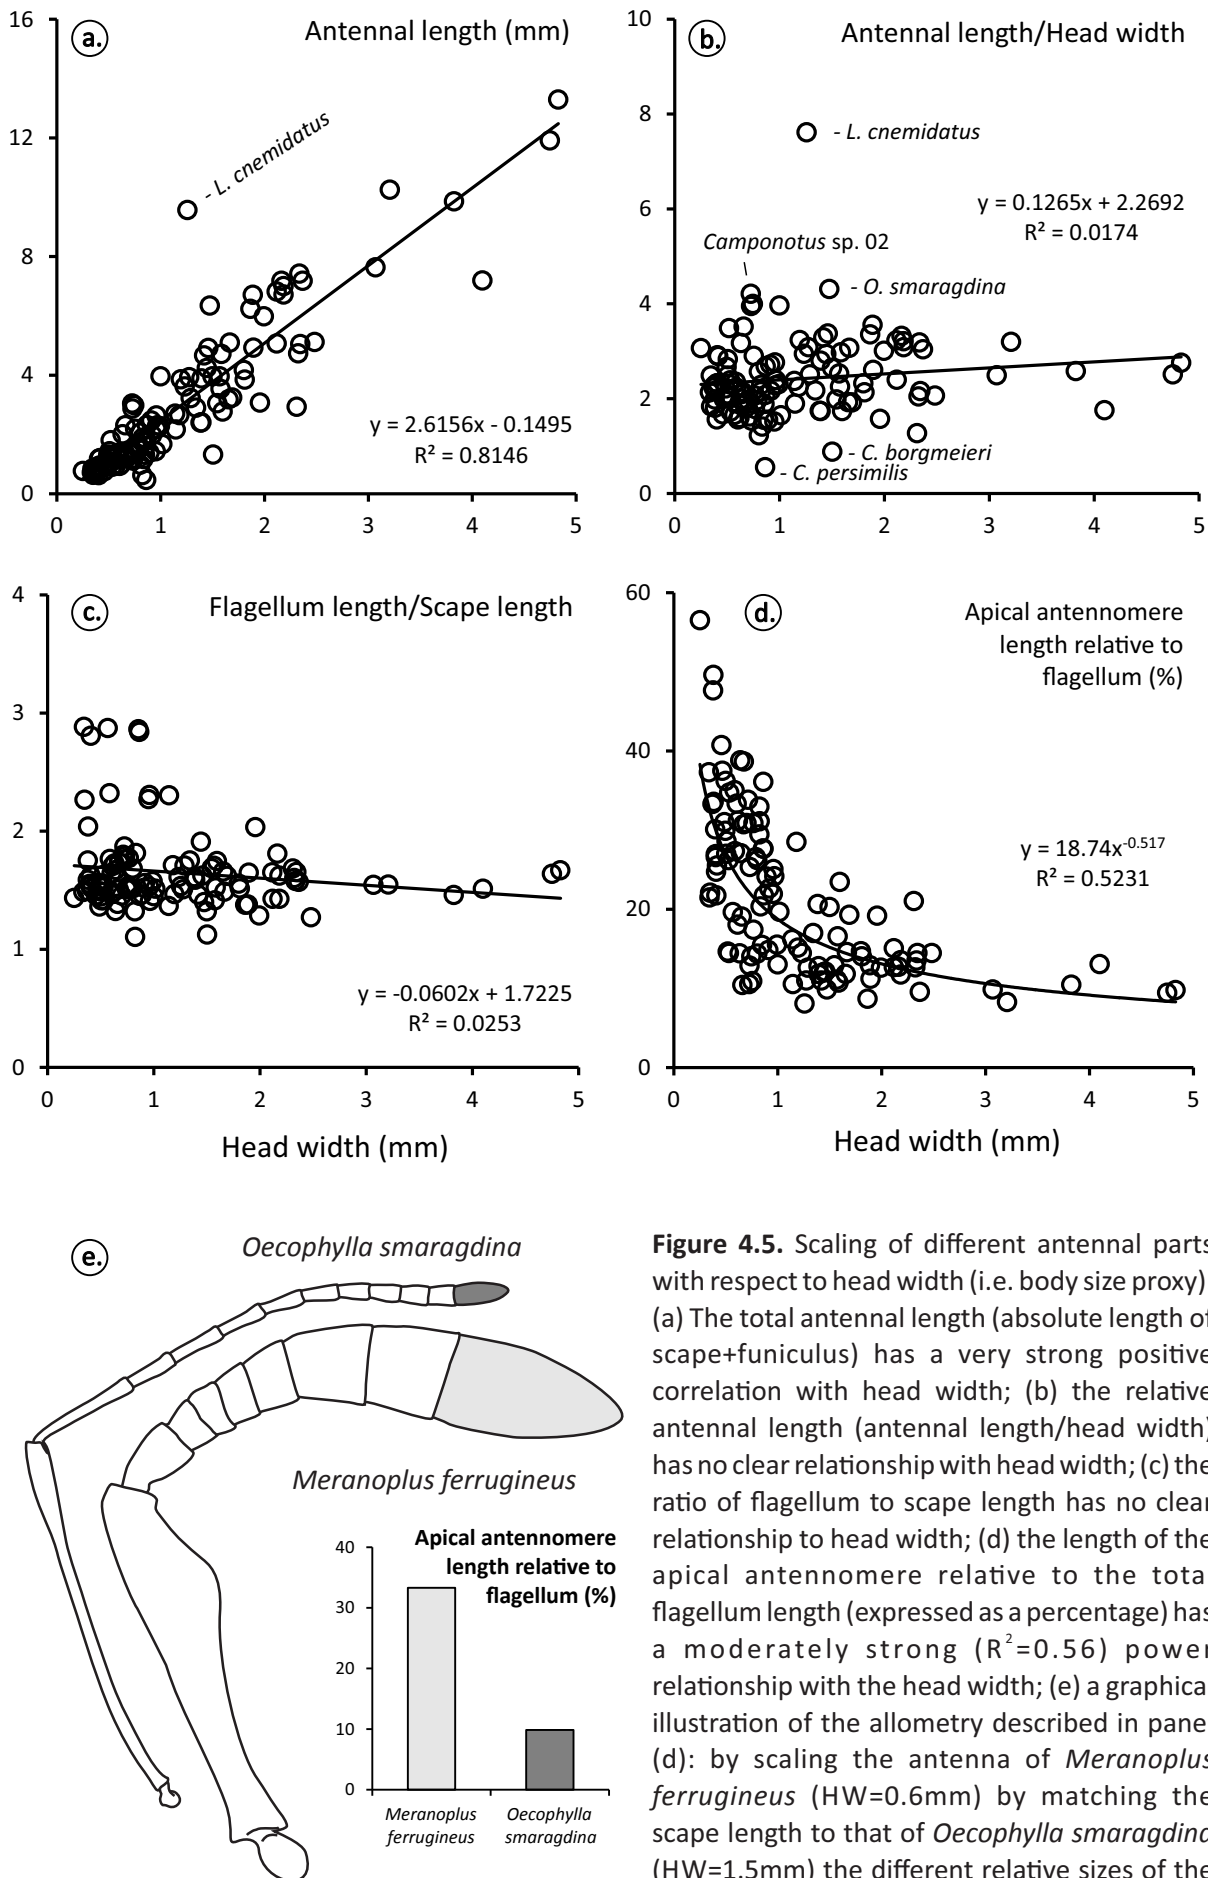 a.
Antennal length (mm)
16
12
8
4
0
- L. cnemidatus
y = 2.6156x - 0.1495
R² = 0.8146
0 1 2 3 4 5
b.
Antennal length/Head width
10
8
6
4
2
0
- L. cnemidatus
y = 0.1265x + 2.2692
R² = 0.0174
Camponotus sp. 02
- O. smaragdina
- C. borgmeieri
- C. persimilis
0 1 2 3 4 5
c.
Flagellum length/Scape length
4
3
2
1
0
y = -0.0602x + 1.7225
R² = 0.0253
0 1 2 3 4 5
Head width (mm)
d.
Apical antennomere
length relative to
flagellum (%)
60
40
20
0
y = 18.74x⁻⁰·⁵¹⁷
R² = 0.5231
0 1 2 3 4 5
Head width (mm)
e.
Oecophylla smaragdina
Meranoplus ferrugineus
Apical antennomere
length relative to
flagellum (%)
40
30
20
10
0
Meranoplus
ferrugineus
Oecophylla
smaragdina
Figure 4.5. Scaling of different antennal parts
with respect to head width (i.e. body size proxy)
(a) The total antennal length (absolute length of
scape+funiculus) has a very strong positive
correlation with head width; (b) the relative
antennal length (antennal length/head width)
has no clear relationship with head width; (c) the
ratio of flagellum to scape length has no clear
relationship to head width; (d) the length of the
apical antennomere relative to the tota
flagellum length (expressed as a percentage) has
a moderately strong (R²=0.56) power
relationship with the head width; (e) a graphica
illustration of the allometry described in pane
(d): by scaling the antenna of Meranoplus
ferrugineus (HW=0.6mm) by matching the
scape length to that of Oecophylla smaragdina
(HW=1.5mm) the different relative sizes of the